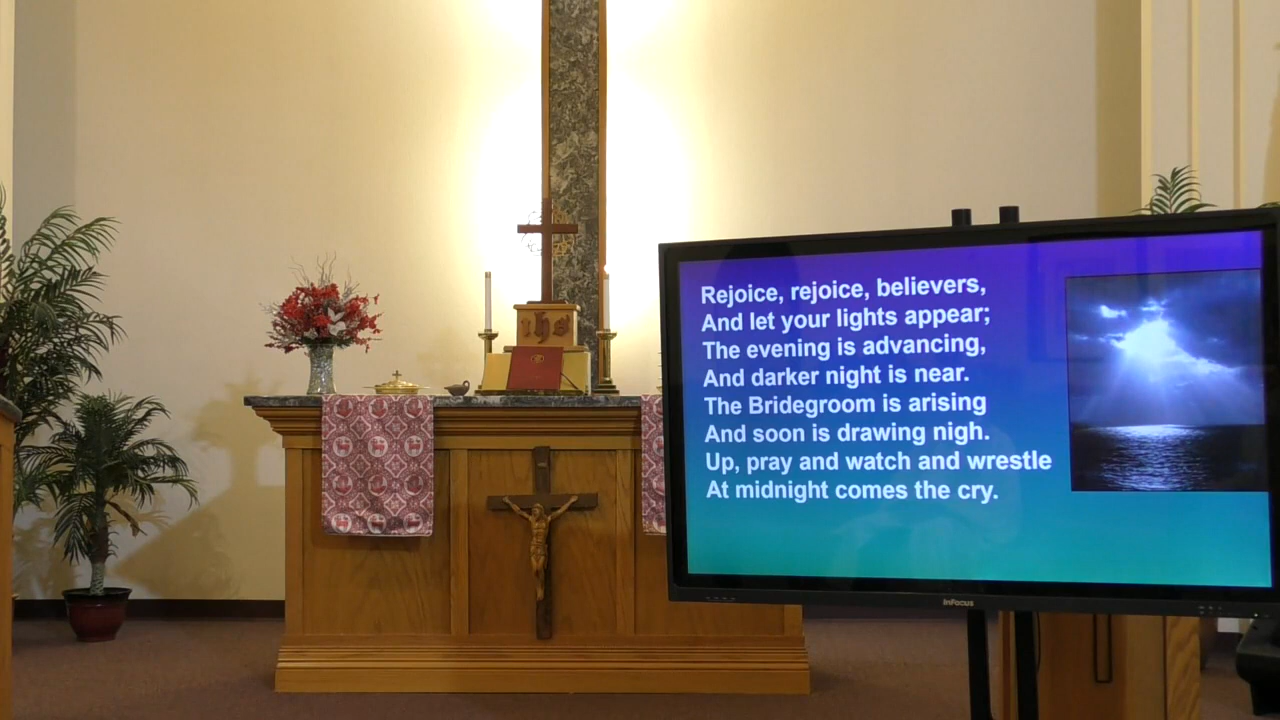 ihs
Rejoice, rejoice, believers,
And let your lights appear;
The evening is advancing,
And darker night is near.
The Bridegroom is arising
And soon is drawing nigh.
Up, pray and watch and wrestle
At midnight comes the cry.
InFocus